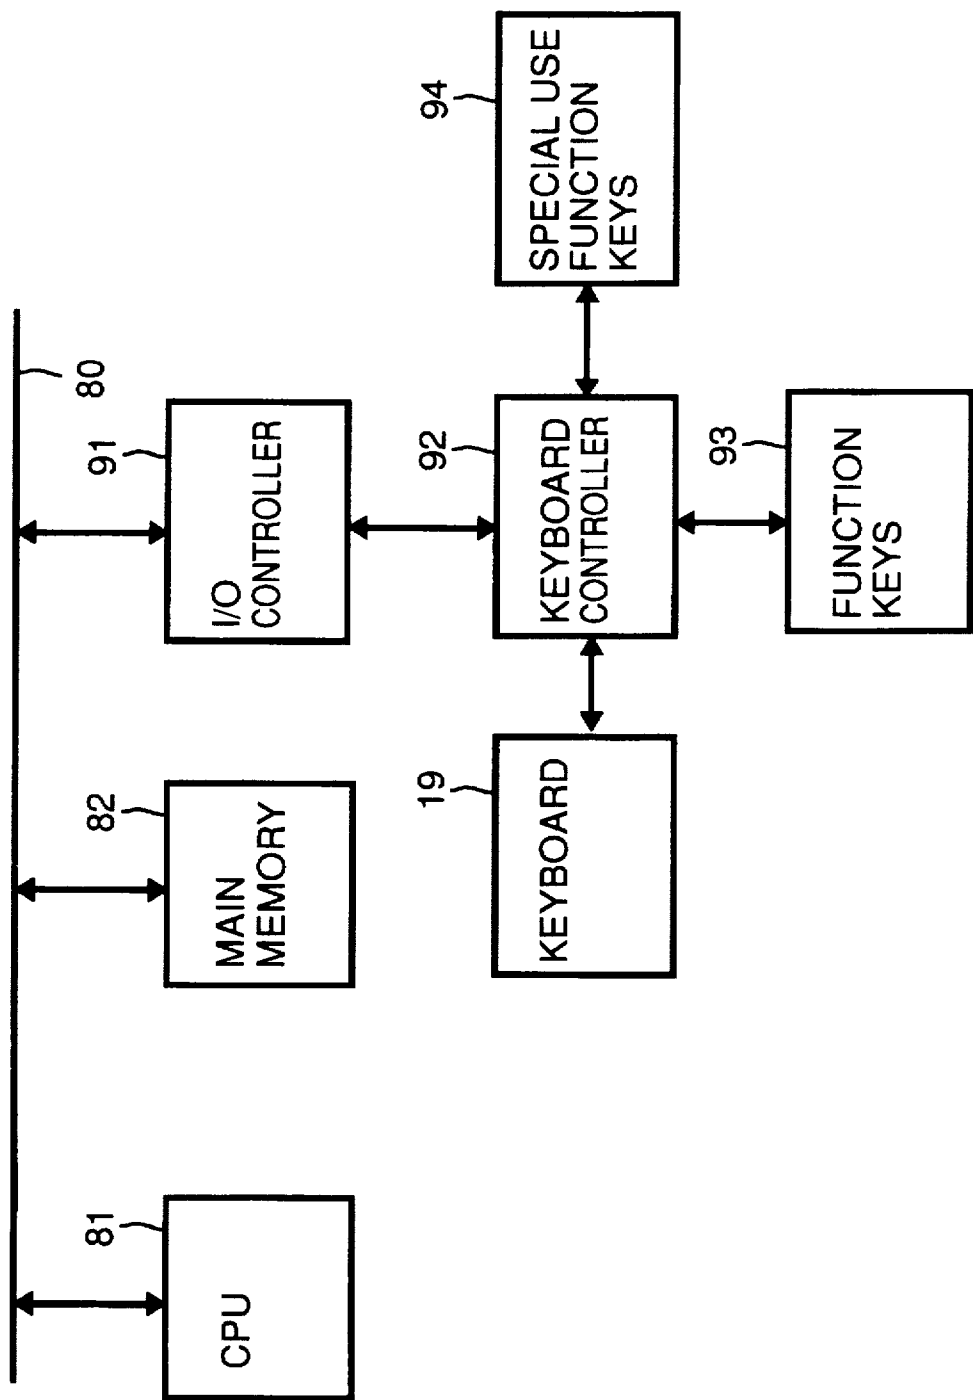 80
81
CPU
82
MAIN
MEMORY
91
I/O
CONTROLLER
19
KEYBOARD
92
KEYBOARD
CONTROLLER
94
SPECIAL USE
FUNCTION
KEYS
93
FUNCTION
KEYS